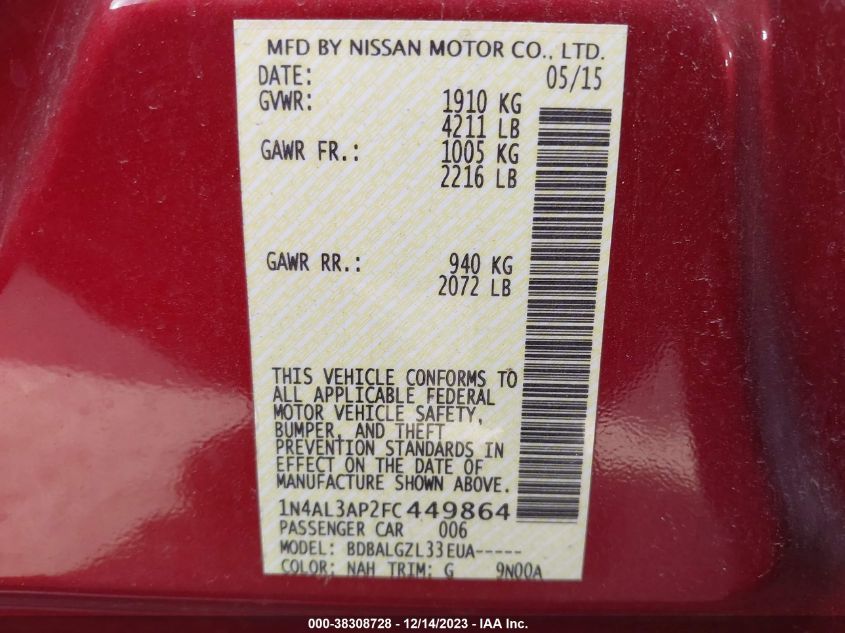 MFD BY NISSAN MOTOR CO., LTD.
DATE: 05/15
GVWR: 1910 KG
4211 LB
GAWR FR.: 1005 KG
2216 LB
GAWR RR.: 940 KG
2072 LB
THIS VEHICLE CONFORMS TO
ALL APPLICABLE FEDERAL
MOTOR VEHICLE SAFETY,
BUMPER, AND THEFT
PREVENTION STANDARDS IN
EFFECT ON THE DATE OF
MANUFACTURE SHOWN ABOVE.
1N4AL3AP2FC449864
PASSENGER CAR 006
MODEL: BDBALGZL33EUA-----
COLOR: NAH TRIM: G 9N00A
000-38308728 - 12/14/2023 - IAA Inc.